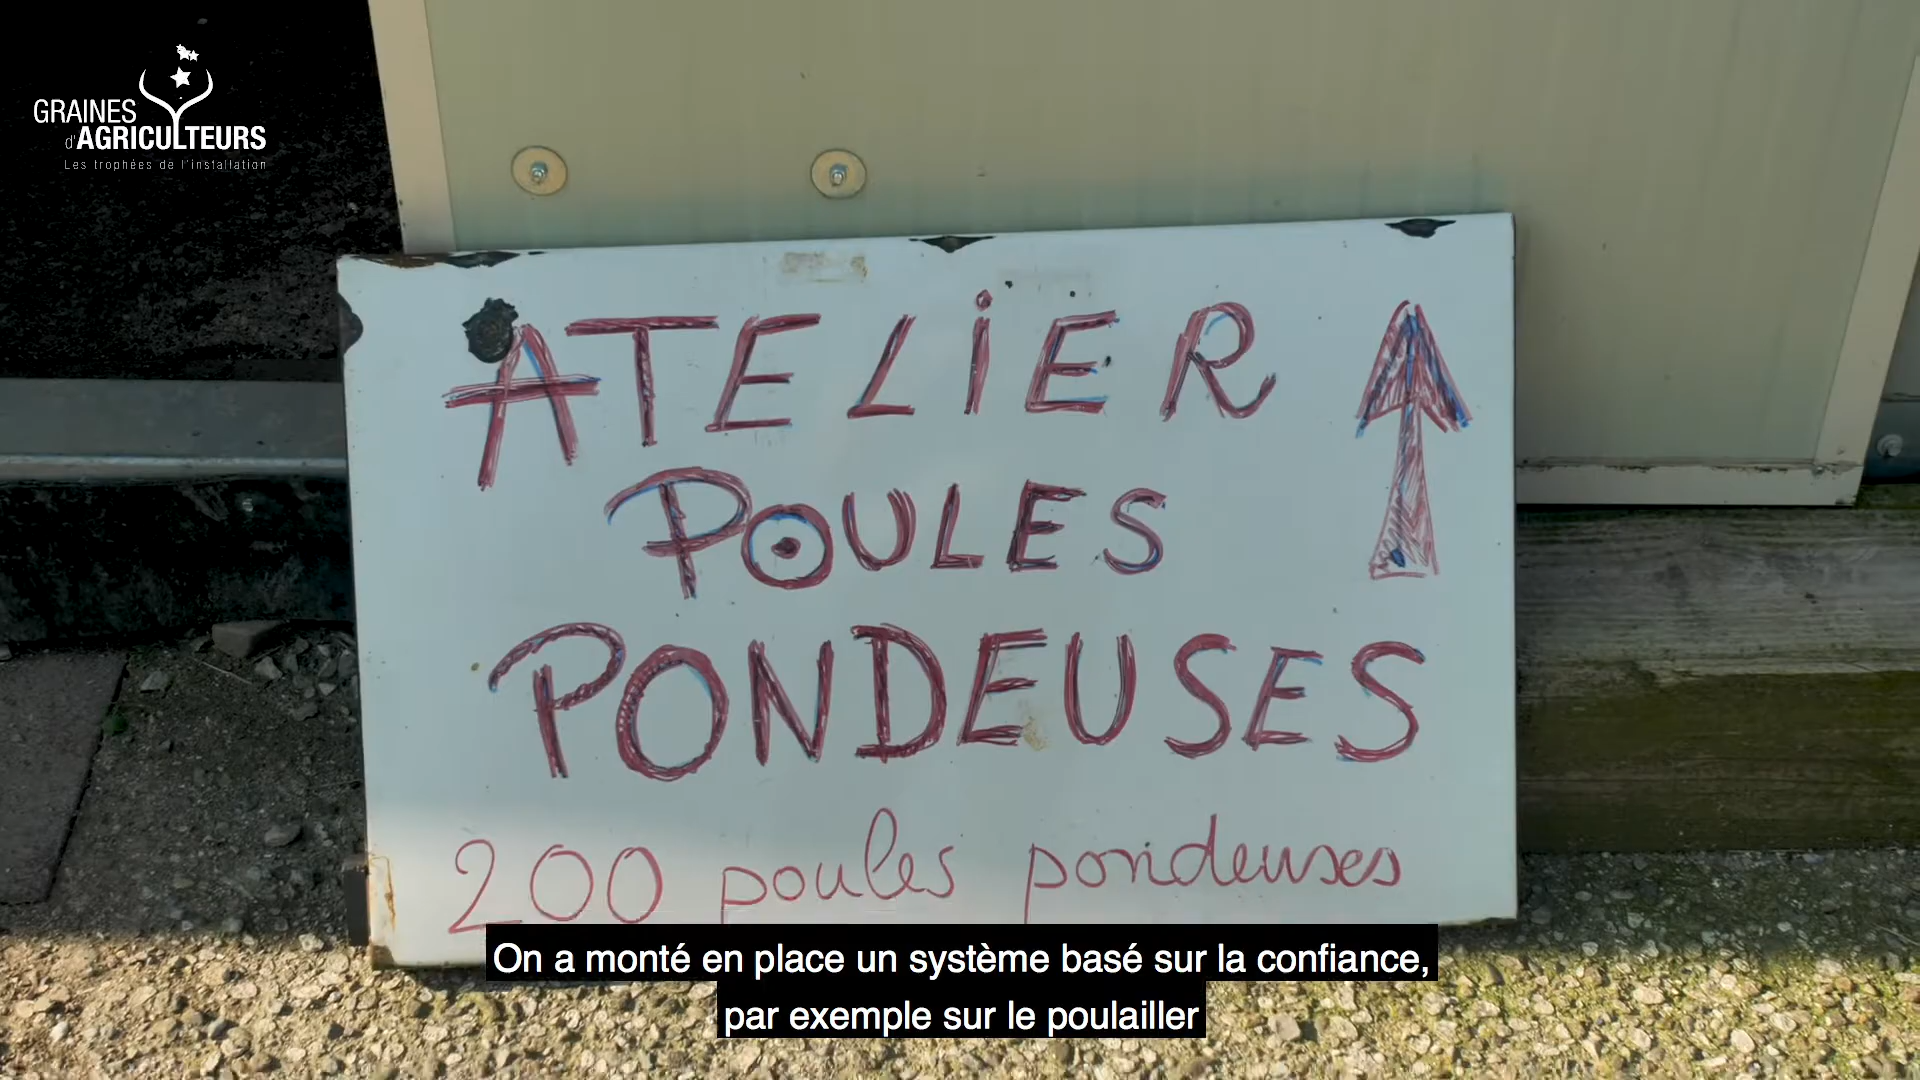 GRAINES
d'AGRICULTEURS
Les trophées de l'installation
ATELiER
POULES
PONDEUSES
200 poules pondeuses
On a monté en place un système basé sur la confiance,
par exemple sur le poulailler